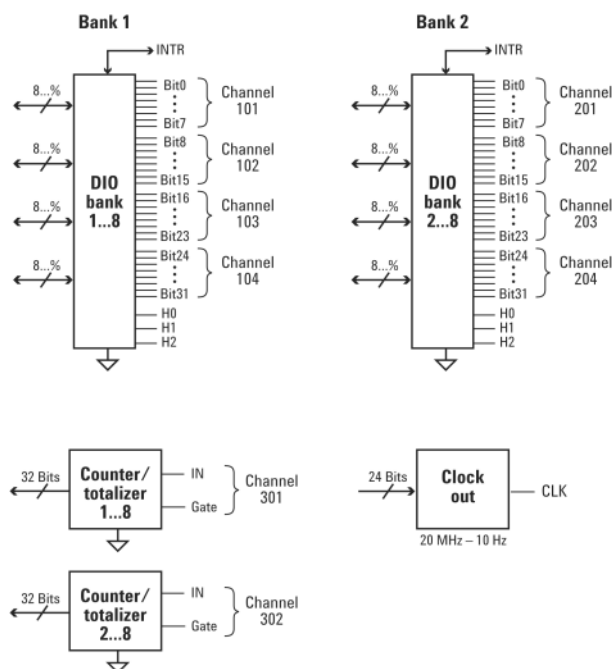 Bank 1
INTR
8...%
8...%
8...%
8...%
DIO
bank
1...8
Bit0
Bit7
Channel
101
Bit8
Bit15
Channel
102
Bit16
Bit23
Channel
103
Bit24
Bit31
Channel
104
H0
H1
H2
Bank 2
INTR
8...%
8...%
8...%
8...%
DIO
bank
2...8
Bit0
Bit7
Channel
201
Bit8
Bit15
Channel
202
Bit16
Bit23
Channel
203
Bit24
Bit31
Channel
204
H0
H1
H2
32 Bits
Counter/
totalizer
1...8
IN
Gate
Channel
301
24 Bits
Clock
out
CLK
20 MHz – 10 Hz
32 Bits
Counter/
totalizer
2...8
IN
Gate
Channel
302